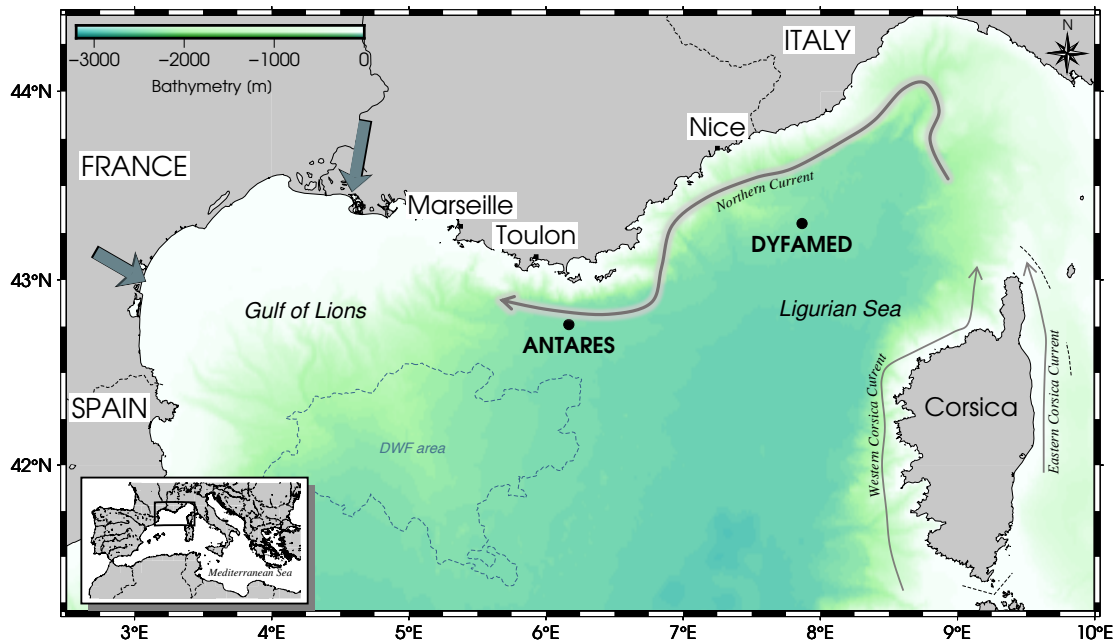 ITALY
N
−3000 −2000 −1000 0
Bathymetry (m)
44°N
Nice
FRANCE
Northern Current
Marseille
Toulon
DYFAMED
43°N
Gulf of Lions
Ligurian Sea
ANTARES
SPAIN
Corsica
Western Corsica Current
Eastern Corsica Current
DWF area
42°N
Mediterranean Sea
3°E 4°E 5°E 6°E 7°E 8°E 9°E 10°E